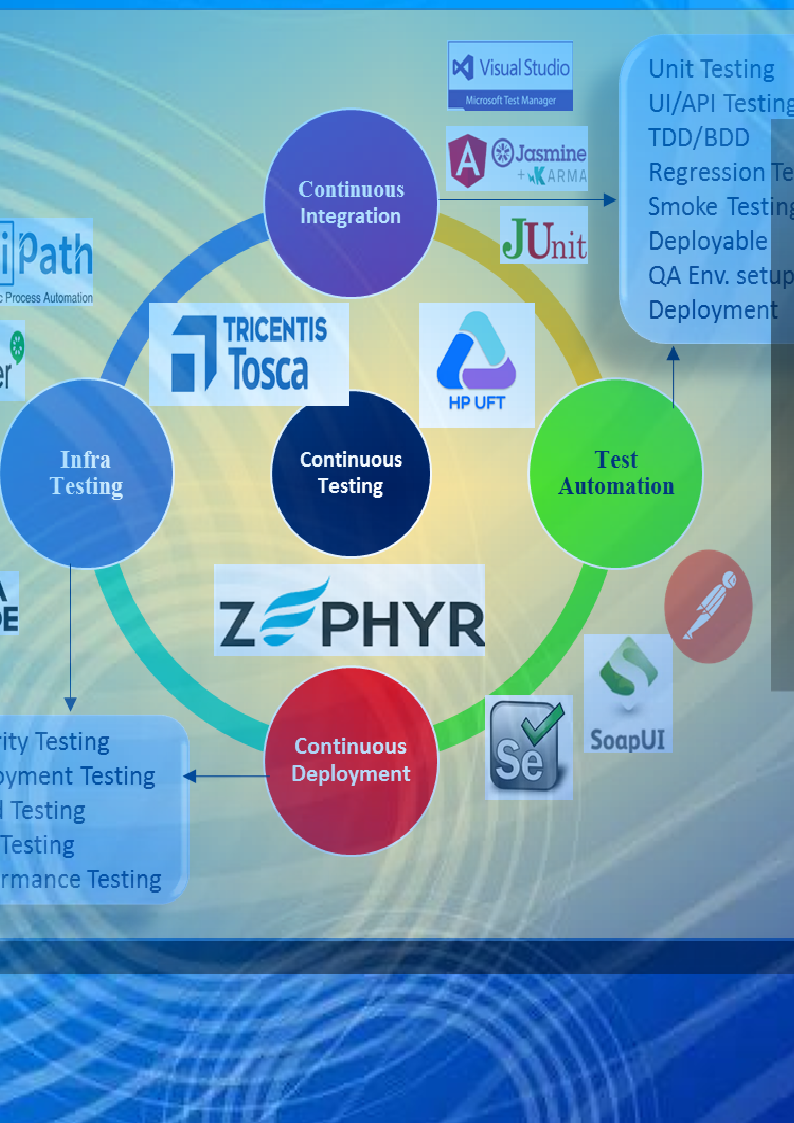 Visual Studio
Microsoft Test Manager
Jasmine
+ KARMA
JUnit
Unit Testing
UI/API Testing
TDD/BDD
Regression Te
Smoke Testing
Deployable
QA Env. setup
Deployment
Continuous
Integration
iPath
c Process Automation
er
TRICENTIS
Tosca
HP UFT
Infra
Testing
Continuous
Testing
Test
Automation
A
DE
ZEPHYR
Continuous
Deployment
Se
SoapUI
rity Testing
oyment Testing
d Testing
Testing
rmance Testing